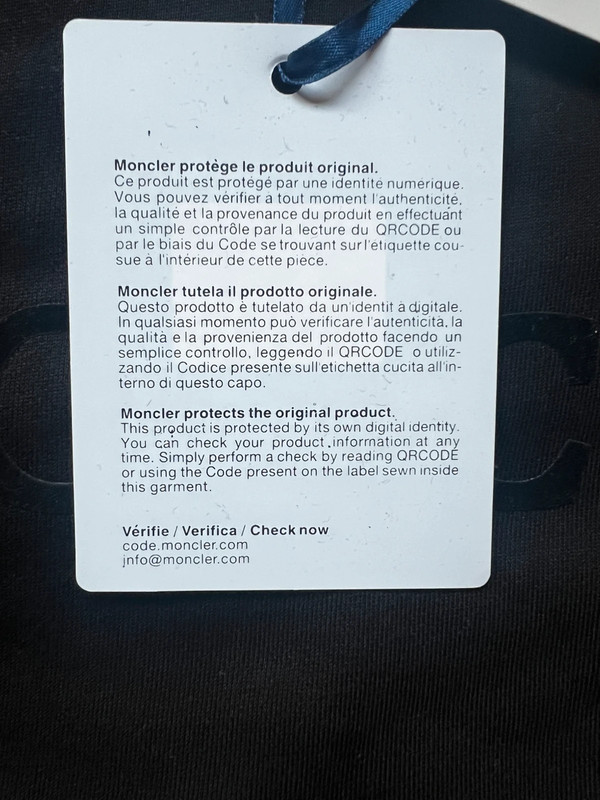 Moncler protège le produit original.
Ce produit est protégé par une identité numérique.
Vous pouvez vérifier a tout moment l'authenticité,
la qualité et la provenance du produit en effectuant
un simple contrôle par la lecture du QRCODE ou
par le biais du Code se trouvant sur l'étiquette cou-
sue à l'intérieur de cette pièce.
Moncler tutela il prodotto originale.
Questo prodotto è tutelato da un'identit à digitale.
In qualsiasi momento può verificare l'autenticità, la
qualità e la provenienza del prodotto facendo un
semplice controllo, leggendo il QRCODE o utiliz-
zando il Codice presente sull'etichetta cucita all'in-
terno di questo capo.
Moncler protects the original product.
This product is protected by its own digital identity.
You can check your product information at any
time. Simply perform a check by reading QRCODE
or using the Code present on the label sewn inside
this garment.
Vérifie / Verifica / Check now
code.moncler.com
info@moncler.com